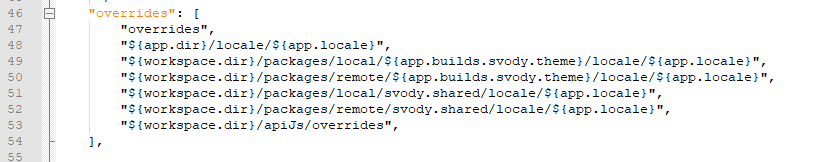 46 "overrides": [
47 "overrides",
48 "${app.dir}/locale/${app.locale}",
49 "${workspace.dir}/packages/local/${app.builds.svody.theme}/locale/${app.locale}",
50 "${workspace.dir}/packages/remote/${app.builds.svody.theme}/locale/${app.locale}",
51 "${workspace.dir}/packages/local/svody.shared/locale/${app.locale}",
52 "${workspace.dir}/packages/remote/svody.shared/locale/${app.locale}",
53 "${workspace.dir}/apiJs/overrides",
54 ],
55